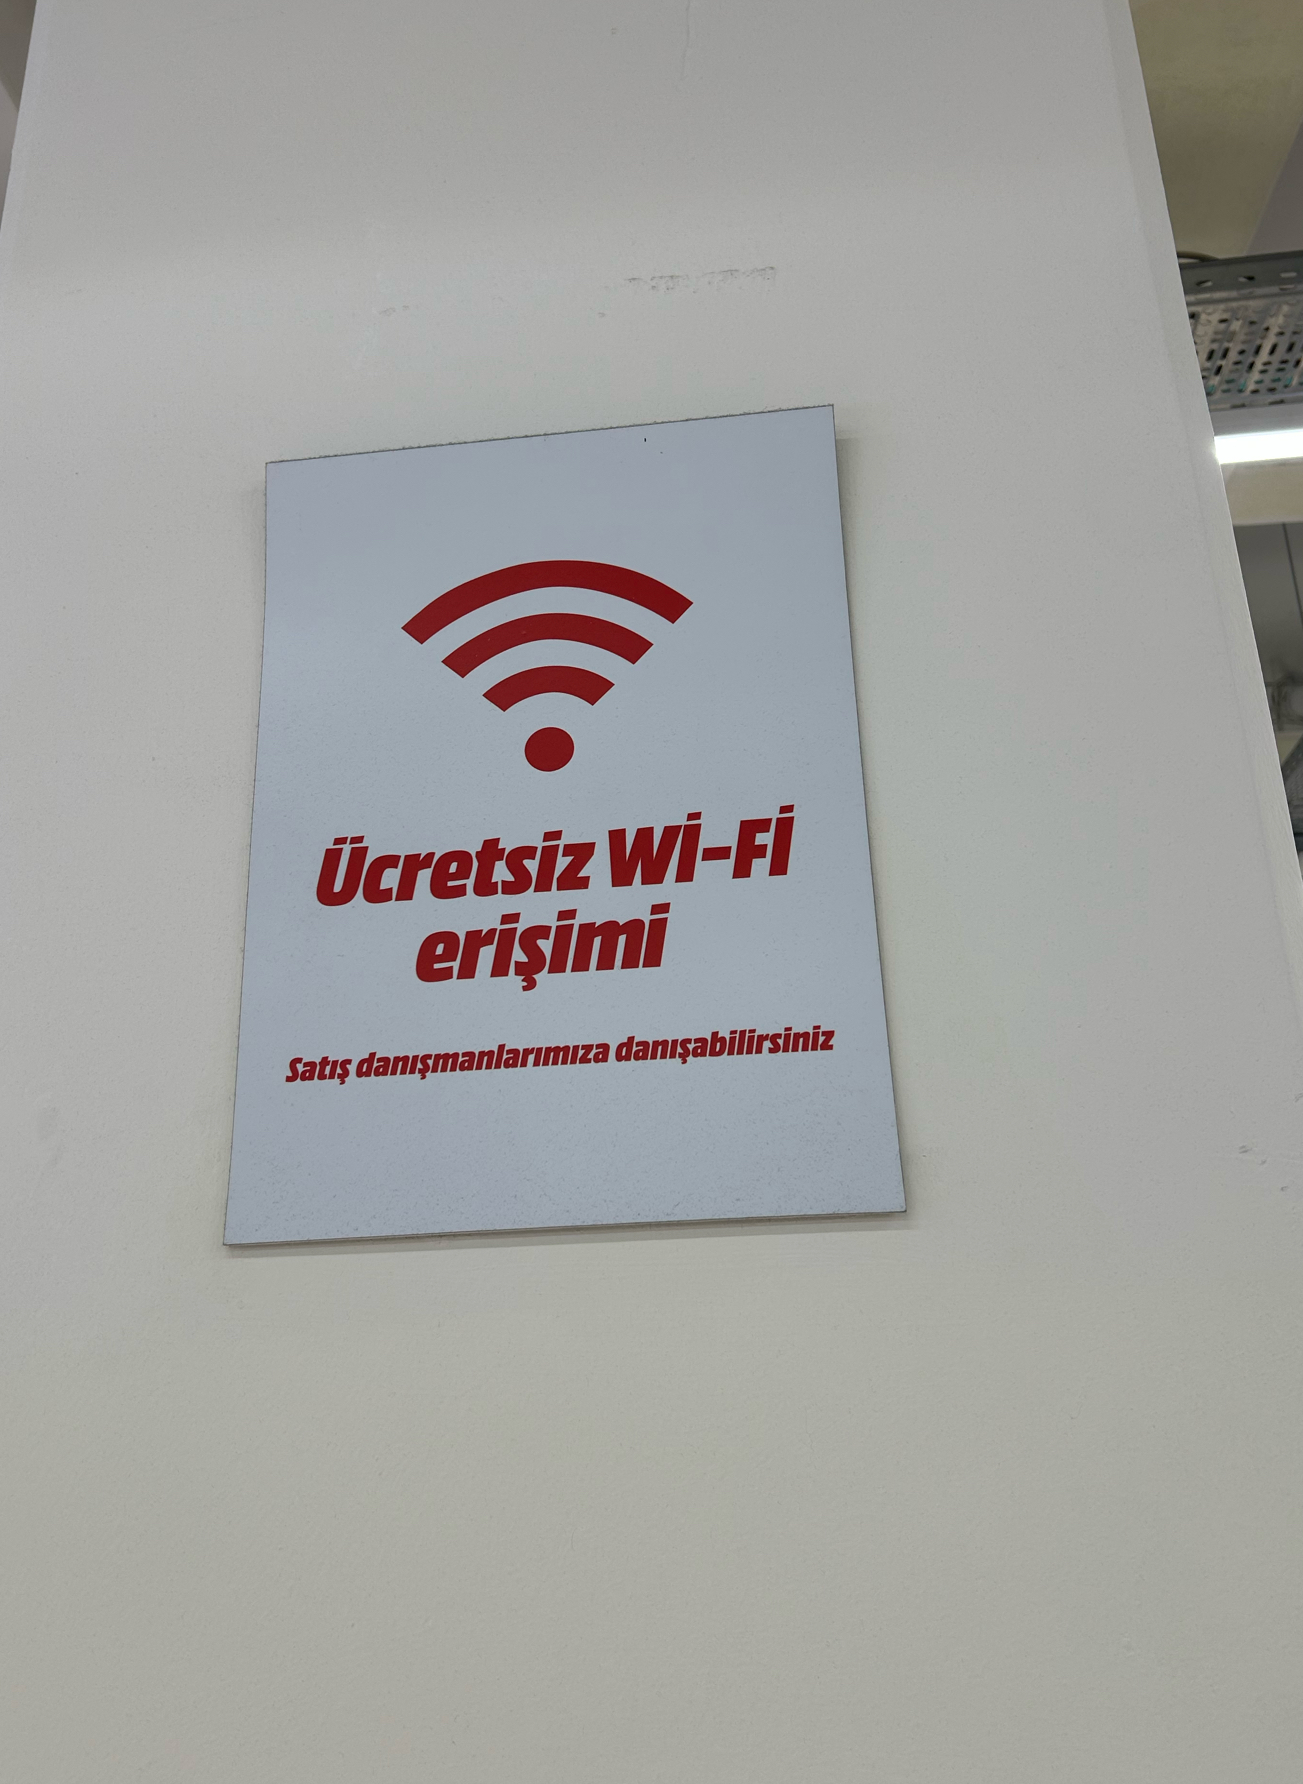 Ücretsiz Wİ-Fİ
erişimi
Satış danışmanlarımıza danışabilirsiniz